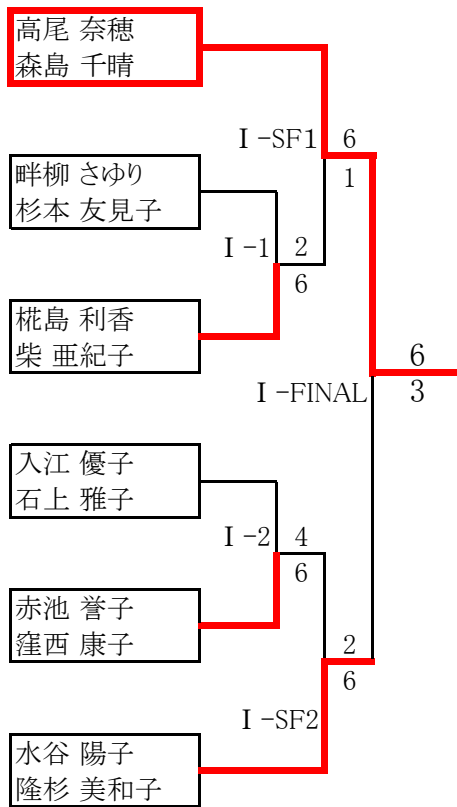 高尾 奈穂
森島 千晴
Ⅰ-SF1
6
1
畔柳 さゆり
杉本 友見子
Ⅰ-1
2
6
椛島 利香
柴 亜紀子
Ⅰ-FINAL
6
3
入江 優子
石上 雅子
Ⅰ-2
4
6
赤池 誉子
窪西 康子
2
6
Ⅰ-SF2
水谷 陽子
隆杉 美和子